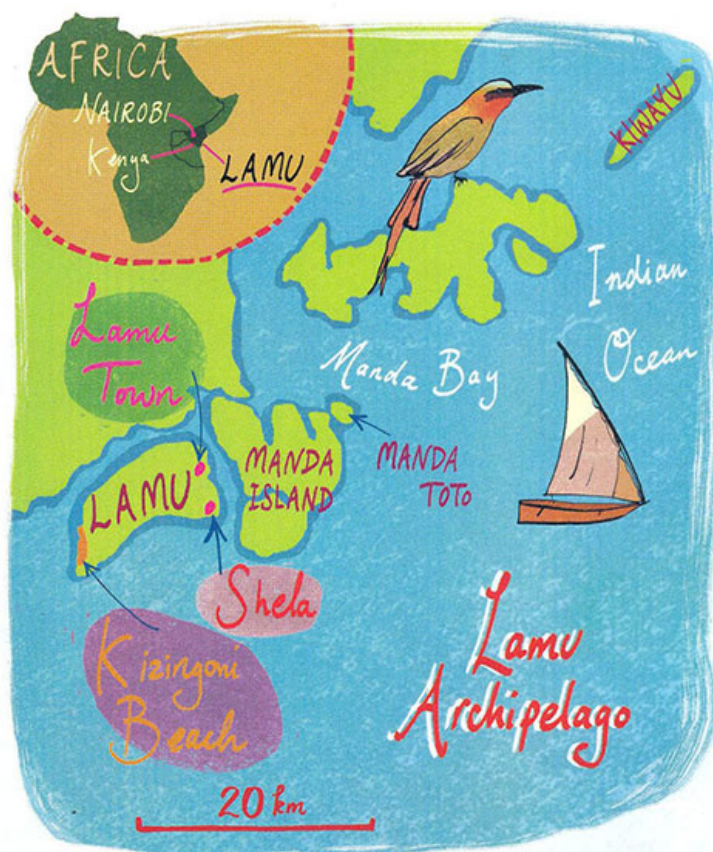 AFRICA
NAIROBI
Kenya
LAMU
KIWAYU
Indian
Ocean
Manda Bay
Lamu
Town
MANDA
ISLAND
MANDA
TOTO
LAMU
Shela
Kizingoni
Beach
Lamu
Archipelago
20 km